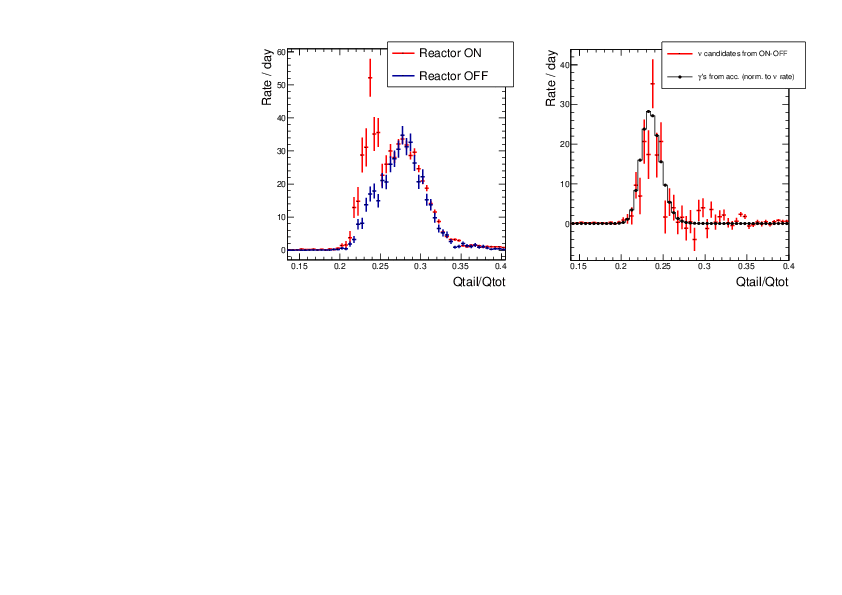 Rate / day
60
50
40
30
20
10
0
Reactor ON
Reactor OFF
0.15 0.2 0.25 0.3 0.35 0.4
Qtail/Qtot
Rate / day
40
30
20
10
0
ν candidates from ON-OFF
γ's from acc. (norm. to ν rate)
0.15 0.2 0.25 0.3 0.35 0.4
Qtail/Qtot